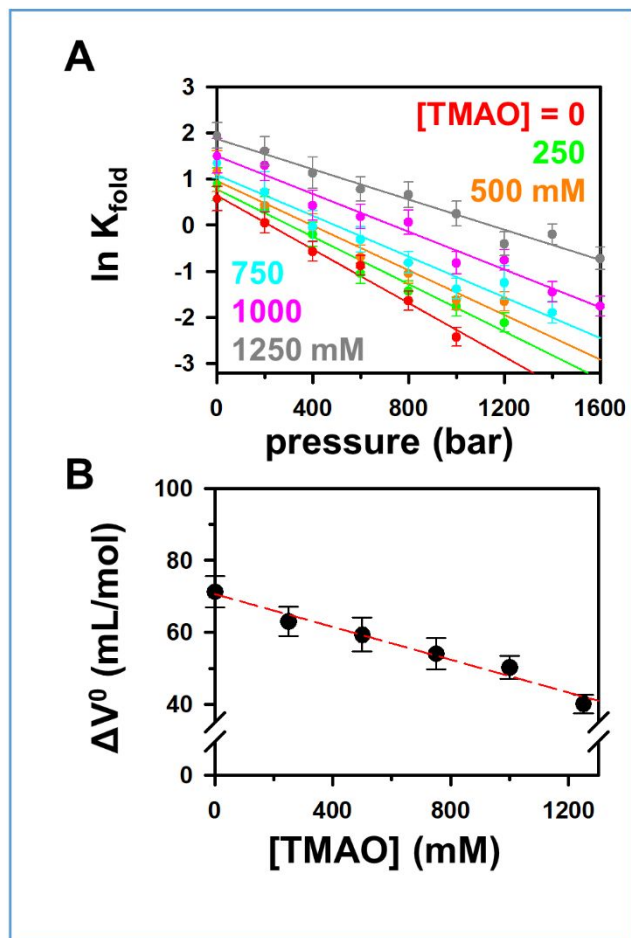 A
[TMAO] = 0
250
500 mM
750
1000
1250 mM
3
2
1
0
-1
-2
-3
ln K_fold
0 400 800 1200 1600
pressure (bar)
B
100
80
60
40
0
ΔV⁰ (mL/mol)
0 400 800 1200
[TMAO] (mM)